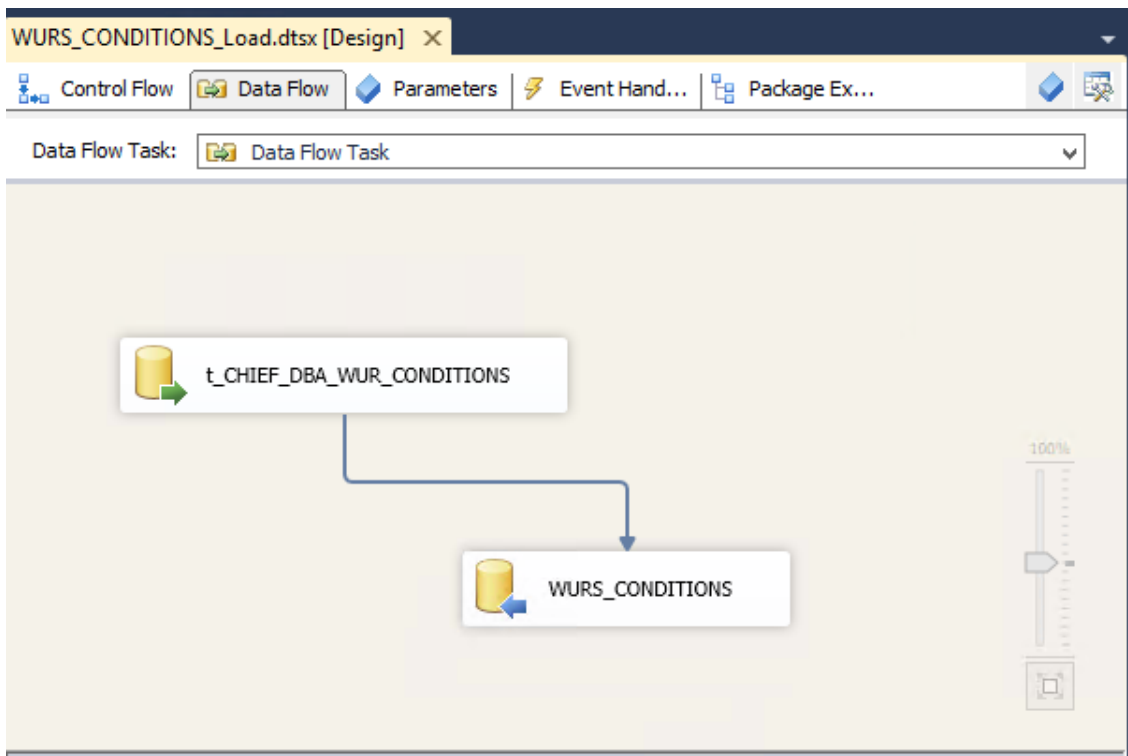 WURS_CONDITIONS_Load.dtsx [Design]
Control Flow Data Flow Parameters Event Hand... Package Ex...
Data Flow Task: Data Flow Task
t_CHIEF_DBA_WUR_CONDITIONS
100%
WURS_CONDITIONS